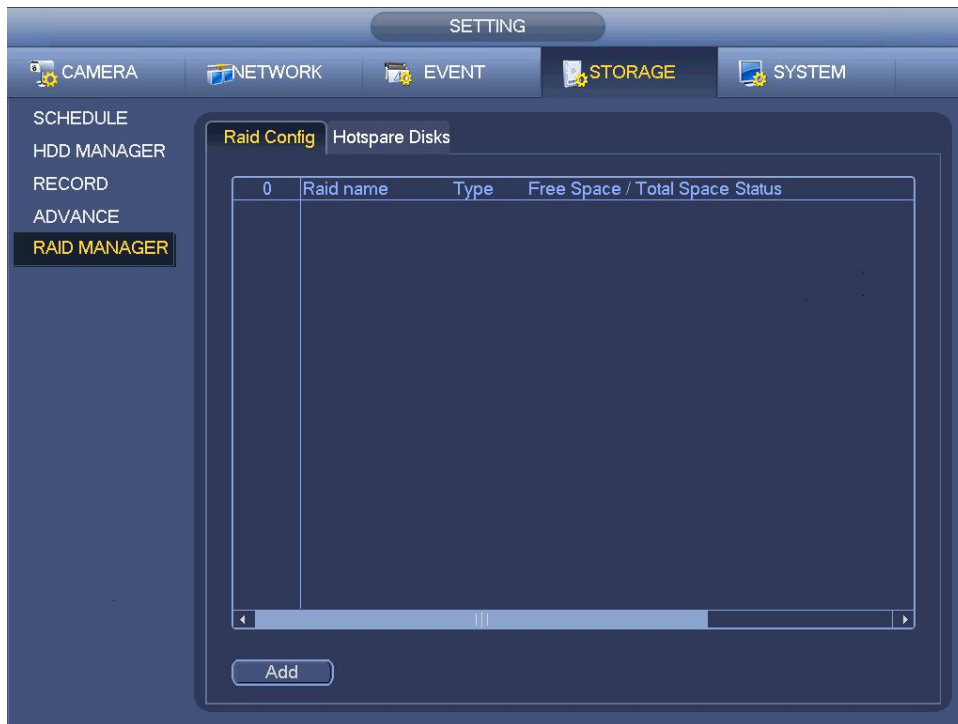 SETTING
CAMERA NETWORK EVENT STORAGE SYSTEM
SCHEDULE
HDD MANAGER
RECORD
ADVANCE
RAID MANAGER
Raid Config Hotspare Disks
0 Raid name Type Free Space / Total Space Status
Add